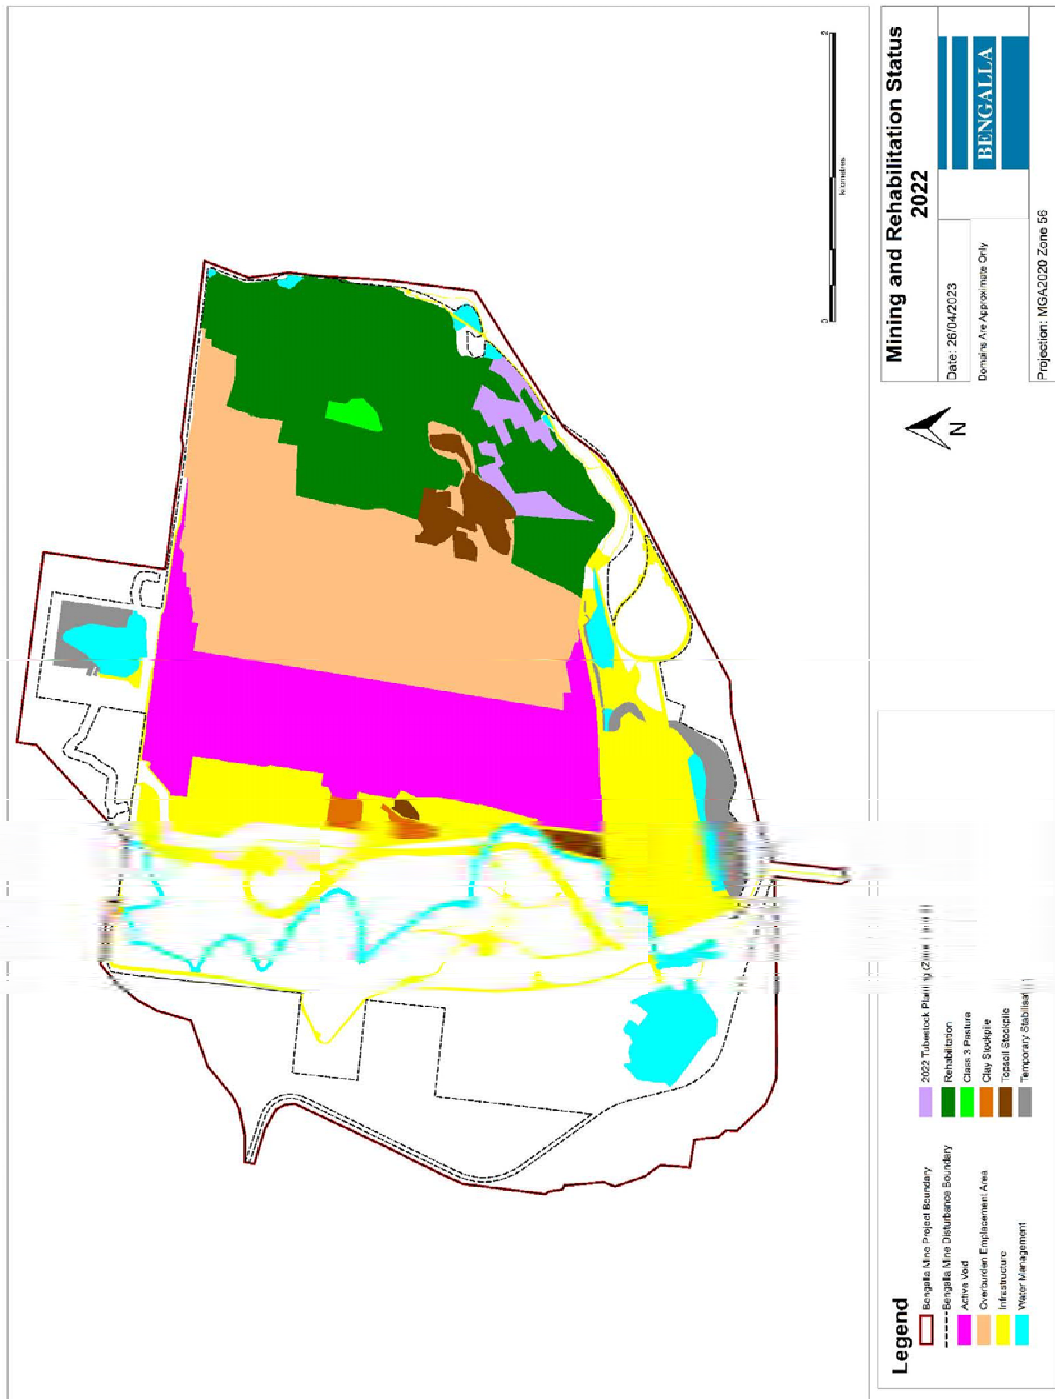 Mining and Rehabilitation Status
2022
Date: 26/04/2023
Domains Are Approximate Only
Projection: MGA2020 Zone 56
BENGALLA
N
0
2
kilometres
Legend
Bengalla Mine Project Boundary
Bengalla Mine Disturbance Boundary
Active Void
Overburden Emplacement Area
Infrastructure
Water Management
2022 Tubestock Planting (Zone
Rehabilitation
Class 3 Pasture
Clay Stockpile
Topsoil Stockpile
Temporary